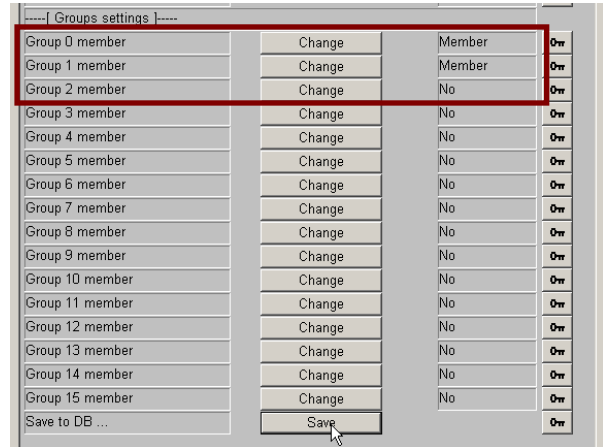 -----[ Groups settings ]-----
Group 0 member Change Member
Group 1 member Change Member
Group 2 member Change No
Group 3 member Change No
Group 4 member Change No
Group 5 member Change No
Group 6 member Change No
Group 7 member Change No
Group 8 member Change No
Group 9 member Change No
Group 10 member Change No
Group 11 member Change No
Group 12 member Change No
Group 13 member Change No
Group 14 member Change No
Group 15 member Change No
Save to DB ... Save